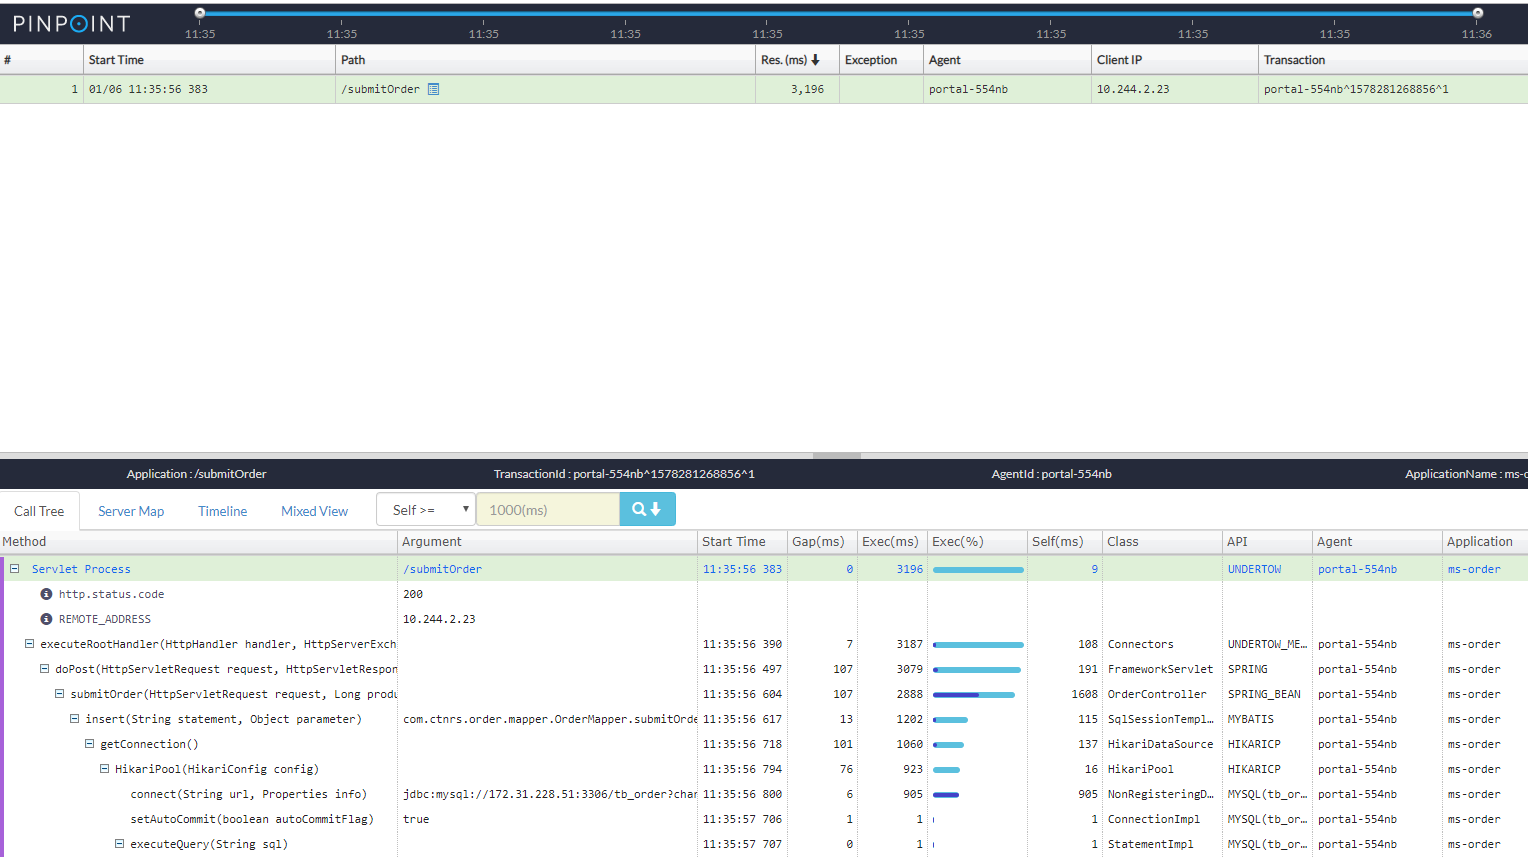 PINPOINT
11:35 11:35 11:35 11:35 11:35 11:35 11:35 11:35 11:35 11:36
# Start Time Path Res. (ms) Exception Agent Client IP Transaction
1 01/06 11:35:56 383 /submitOrder 3,196 portal-554nb 10.244.2.23 portal-554nb^1578281268856^1
Application : /submitOrder TransactionId : portal-554nb^1578281268856^1 AgentId : portal-554nb ApplicationName : ms-o
Call Tree Server Map Timeline Mixed View Self >= 1000(ms)
Method Argument Start Time Gap(ms) Exec(ms) Exec(%) Self(ms) Class API Agent Application
Servlet Process /submitOrder 11:35:56 383 0 3196 9 UNDERTOW portal-554nb ms-order
http.status.code 200
REMOTE_ADDRESS 10.244.2.23
executeRootHandler(HttpHandler handler, HttpServerExch 11:35:56 390 7 3187 108 Connectors UNDERTOW_ME... portal-554nb ms-order
doPost(HttpServletRequest request, HttpServletRespon 11:35:56 497 107 3079 191 FrameworkServlet SPRING portal-554nb ms-order
submitOrder(HttpServletRequest request, Long produ 11:35:56 604 107 2888 1608 OrderController SPRING_BEAN portal-554nb ms-order
insert(String statement, Object parameter) com.ctnrs.order.mapper.OrderMapper.submitOrde 11:35:56 617 13 1202 115 SqlSessionTempl... MYBATIS portal-554nb ms-order
getConnection() 11:35:56 718 101 1060 137 HikariDataSource HIKARICP portal-554nb ms-order
HikariPool(HikariConfig config) 11:35:56 794 76 923 16 HikariPool HIKARICP portal-554nb ms-order
connect(String url, Properties info) jdbc:mysql://172.31.228.51:3306/tb_order?char 11:35:56 800 6 905 905 NonRegisteringD... MYSQL(tb_or... portal-554nb ms-order
setAutoCommit(boolean autoCommitFlag) true 11:35:57 706 1 1 1 ConnectionImpl MYSQL(tb_or... portal-554nb ms-order
executeQuery(String sql) 11:35:57 707 0 1 1 StatementImpl MYSQL(tb_or... portal-554nb ms-order